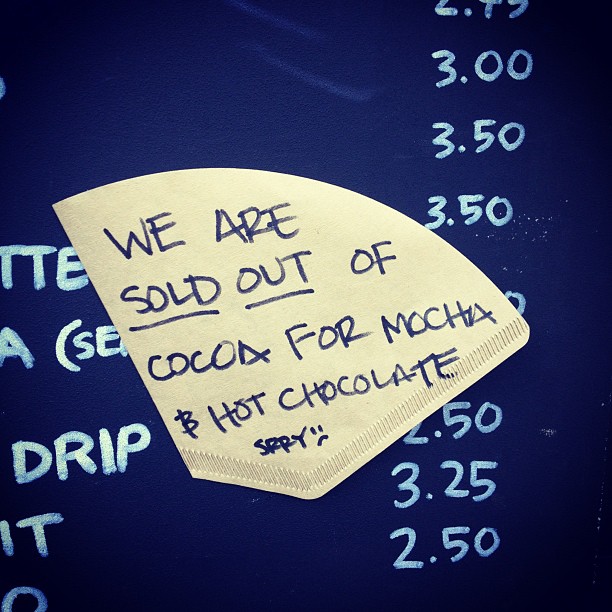 2.75
3.00
3.50
3.50
WE ARE
SOLD OUT OF
COCOA FOR MOCHA
& HOT CHOCOLATE
SRRY :(
TTE
A (SE
DRIP 2.50
3.25
IT 2.50